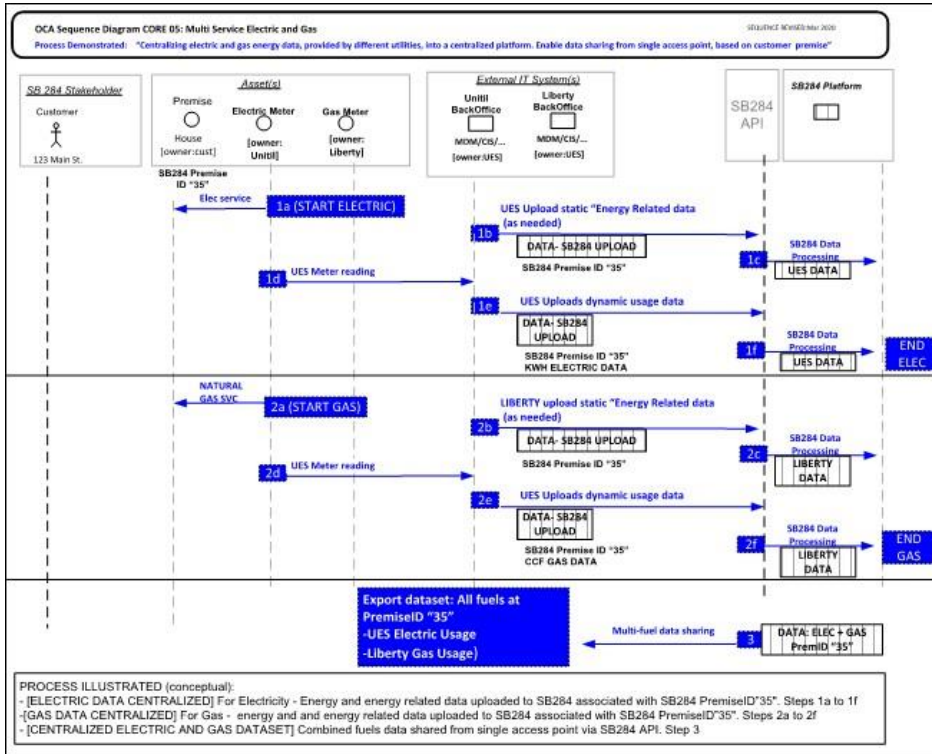 OCA Sequence Diagram CORE 05: Multi Service Electric and Gas
SEQUENCE REVISED:Mar 2020
Process Demonstrated: "Centralizing electric and gas energy data, provided by different utilities, into a centralized platform. Enable data sharing from single access point, based on customer premise"
SB 284 Stakeholder
Customer
123 Main St.
Asset(s)
Premise
House
[owner:cust]
Electric Meter
[owner:
Unitil]
Gas Meter
[owner:
Liberty]
External IT System(s)
Unitil
BackOffice
MDM/CIS/...
[owner:UES]
Liberty
BackOffice
MDM/CIS/...
[owner:UES]
SB284
API
SB284 Platform
SB284 Premise
ID "35"
Elec service
1a (START ELECTRIC)
UES Upload static "Energy Related data
(as needed)
1b
DATA- SB284 UPLOAD
SB284 Premise ID "35"
1c
SB284 Data
Processing
UES DATA
1d
UES Meter reading
1e
UES Uploads dynamic usage data
DATA- SB284
UPLOAD
SB284 Premise ID "35"
KWH ELECTRIC DATA
1f
SB284 Data
Processing
UES DATA
END
ELEC
NATURAL
GAS SVC
2a (START GAS)
LIBERTY upload static "Energy Related data
(as needed)
2b
DATA- SB284 UPLOAD
SB284 Premise ID "35"
2c
SB284 Data
Processing
LIBERTY
DATA
2d
UES Meter reading
2e
UES Uploads dynamic usage data
DATA- SB284
UPLOAD
SB284 Premise ID "35"
CCF GAS DATA
2f
SB284 Data
Processing
LIBERTY
DATA
END
GAS
Export dataset: All fuels at
PremiseID "35"
-UES Electric Usage
-Liberty Gas Usage)
Multi-fuel data sharing
3
DATA: ELEC + GAS
PremID "35"
PROCESS ILLUSTRATED (conceptual):
- [ELECTRIC DATA CENTRALIZED] For Electricity - Energy and energy related data uploaded to SB284 associated with SB284 PremiseID"35". Steps 1a to 1f
-[GAS DATA CENTRALIZED] For Gas - energy and and energy related data uploaded to SB284 associated with SB284 PremiseID"35". Steps 2a to 2f
- [CENTRALIZED ELECTRIC AND GAS DATASET] Combined fuels data shared from single access point via SB284 API. Step 3